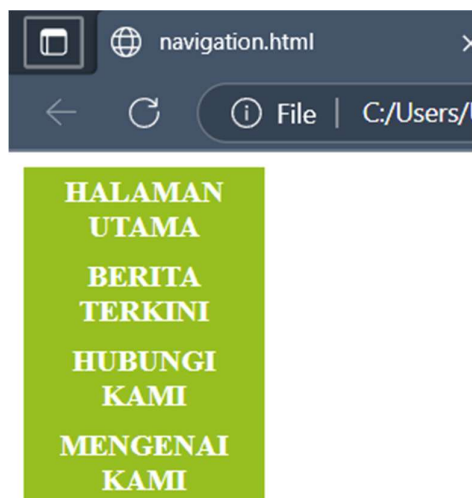 navigation.html
File | C:/Users/
HALAMAN
UTAMA
BERITA
TERKINI
HUBUNGI
KAMI
MENGENAI
KAMI